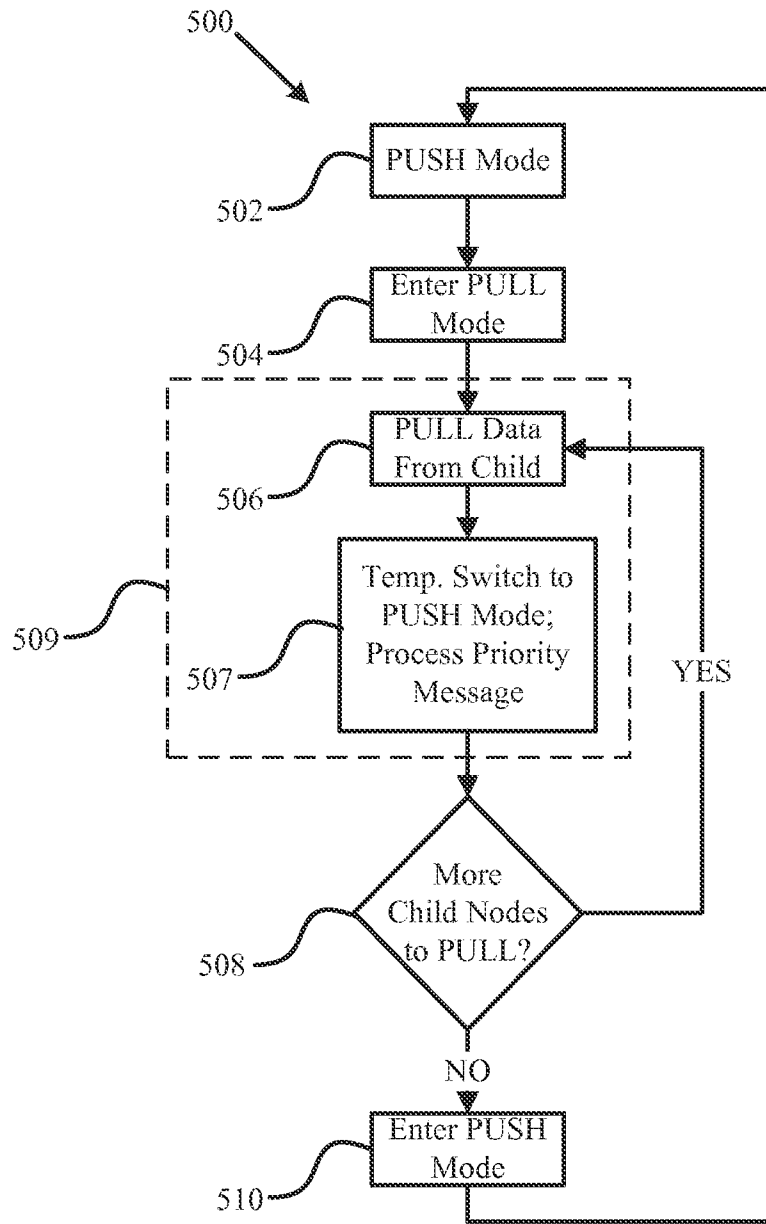 500
PUSH Mode
502
Enter PULL
Mode
504
PULL Data
From Child
506
Temp. Switch to
PUSH Mode;
Process Priority
Message
507
509
YES
More
Child Nodes
to PULL?
508
NO
Enter PUSH
Mode
510